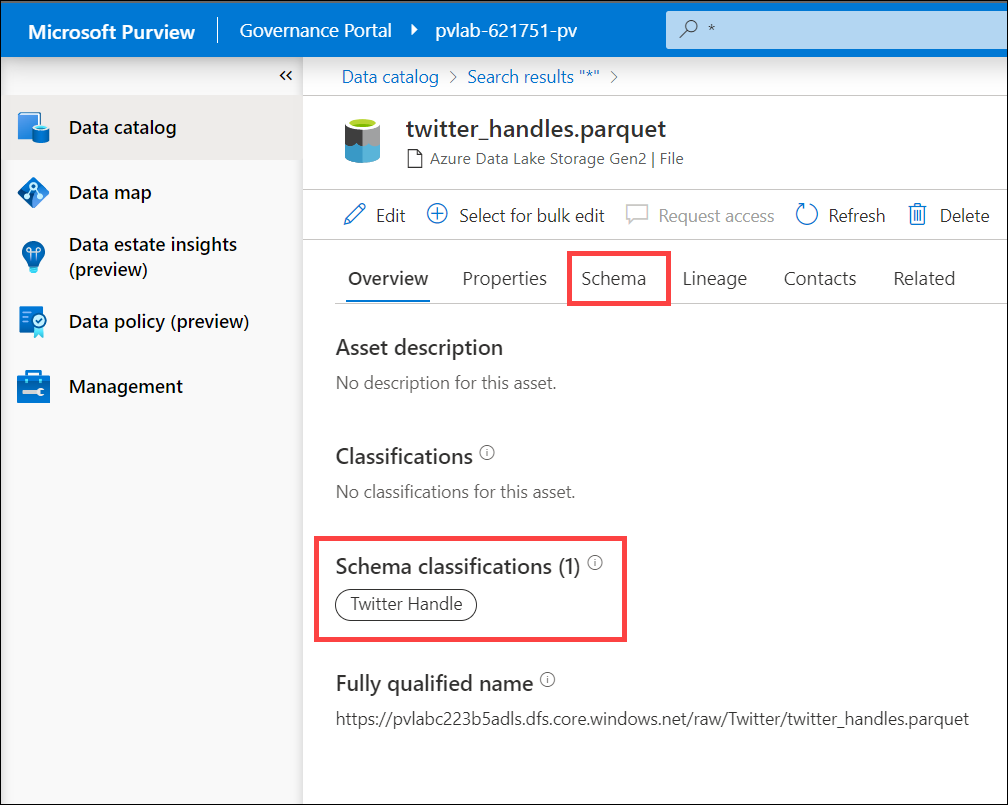 Microsoft Purview
Governance Portal
pvlab-621751-pv
*
Data catalog
Data map
Data estate insights
(preview)
Data policy (preview)
Management
Data catalog > Search results "*" >
twitter_handles.parquet
Azure Data Lake Storage Gen2 | File
Edit
Select for bulk edit
Request access
Refresh
Delete
Overview
Properties
Schema
Lineage
Contacts
Related
Asset description
No description for this asset.
Classifications
No classifications for this asset.
Schema classifications (1)
Twitter Handle
Fully qualified name
https://pvlabc223b5adls.dfs.core.windows.net/raw/Twitter/twitter_handles.parquet